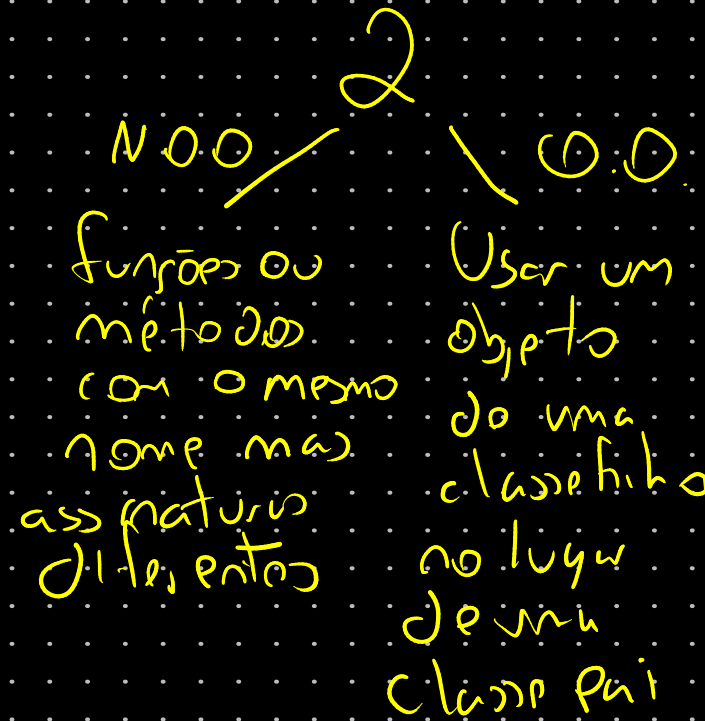 2
N O O
O.O.
funções ou
métodos
com o mesmo
nome mas
assinaturas
diferentes
Usar um
objeto
de uma
classe filho
no lugar
de uma
classe pai